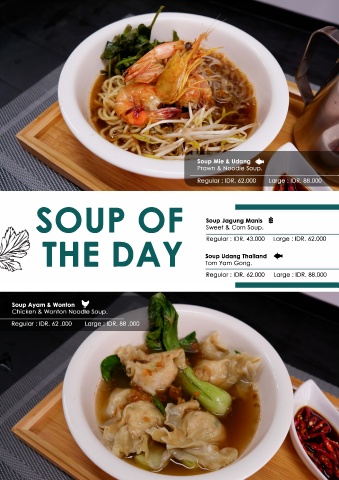 Soup Mie & Udang
Prawn & Noodle Soup.
Regular : IDR. 62.000 Large : IDR. 88.000
SOUP OF
THE DAY
Soup Jagung Manis
Sweet & Corn Soup.
Regular : IDR. 43.000 Large : IDR. 62.000
Soup Udang Thailand
Tom Yam Gong.
Regular : IDR. 62.000 Large : IDR. 88.000
Soup Ayam & Wonton
Chicken & Wonton Noodle Soup.
Regular : IDR. 62 .000 Large : IDR. 88 .000